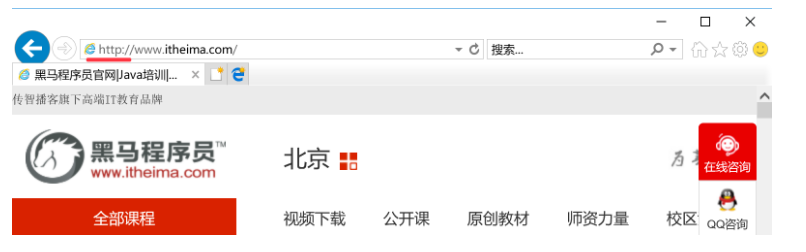 http://www.itheima.com/
搜索...
黑马程序员官网|Java培训|...
传智播客旗下高端IT教育品牌
黑马程序员™
www.itheima.com
北京
在线咨询
全部课程 视频下载 公开课 原创教材 师资力量 校区
QQ咨询